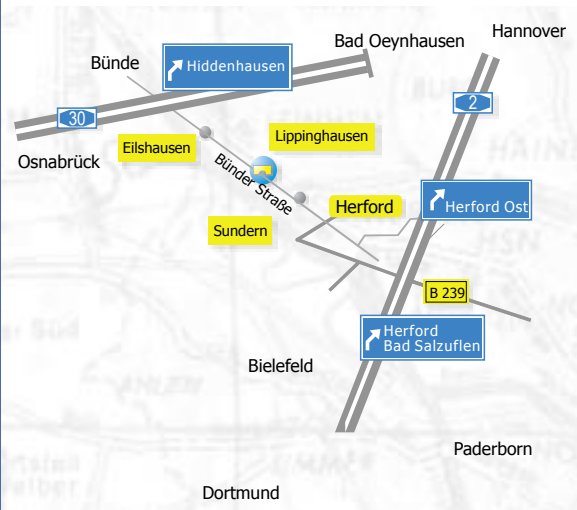 Hannover
Bad Oeynhausen
Bünde
Hiddenhausen
2
30
Lippinghausen
Eilshausen
Osnabrück
Bünder Straße
Herford
Herford Ost
Sundern
B 239
Herford
Bad Salzuflen
Bielefeld
Paderborn
Dortmund